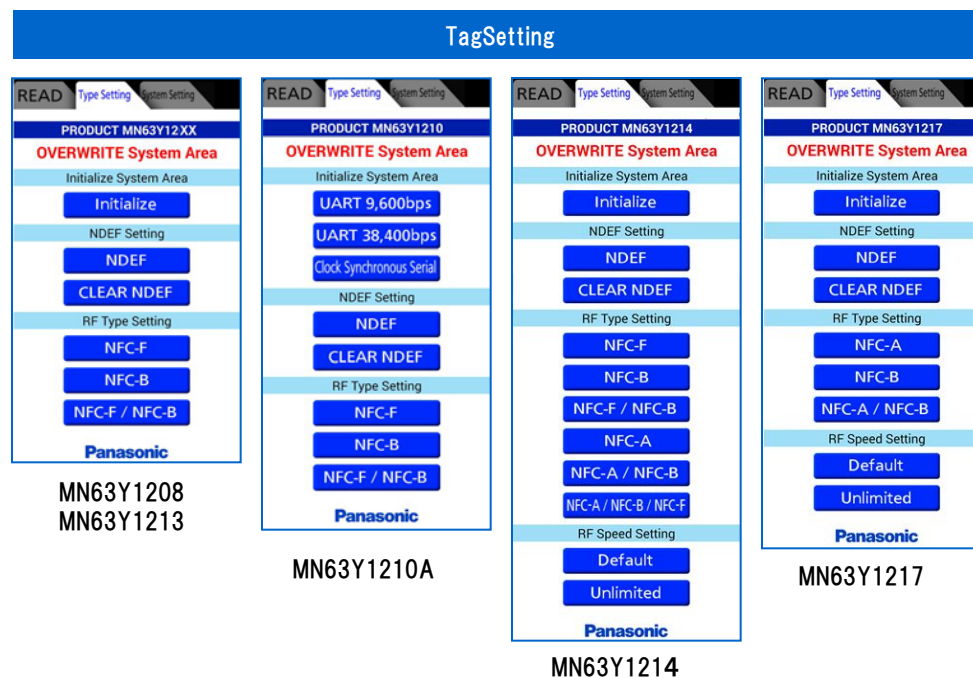 TagSetting
READ Type Setting System Setting
PRODUCT MN63Y12XX
OVERWRITE System Area
Initialize System Area
Initialize
NDEF Setting
NDEF
CLEAR NDEF
RF Type Setting
NFC-F
NFC-B
NFC-F / NFC-B
Panasonic
MN63Y1208
MN63Y1213
READ Type Setting System Setting
PRODUCT MN63Y1210
OVERWRITE System Area
Initialize System Area
UART 9,600bps
UART 38,400bps
Clock Synchronous Serial
NDEF Setting
NDEF
CLEAR NDEF
RF Type Setting
NFC-F
NFC-B
NFC-F / NFC-B
Panasonic
MN63Y1210A
READ Type Setting System Setting
PRODUCT MN63Y1214
OVERWRITE System Area
Initialize System Area
Initialize
NDEF Setting
NDEF
CLEAR NDEF
RF Type Setting
NFC-F
NFC-B
NFC-F / NFC-B
NFC-A
NFC-A / NFC-B
NFC-A / NFC-B / NFC-F
RF Speed Setting
Default
Unlimited
Panasonic
MN63Y1214
READ Type Setting System Setting
PRODUCT MN63Y1217
OVERWRITE System Area
Initialize System Area
Initialize
NDEF Setting
NDEF
CLEAR NDEF
RF Type Setting
NFC-A
NFC-B
NFC-A / NFC-B
RF Speed Setting
Default
Unlimited
Panasonic
MN63Y1217